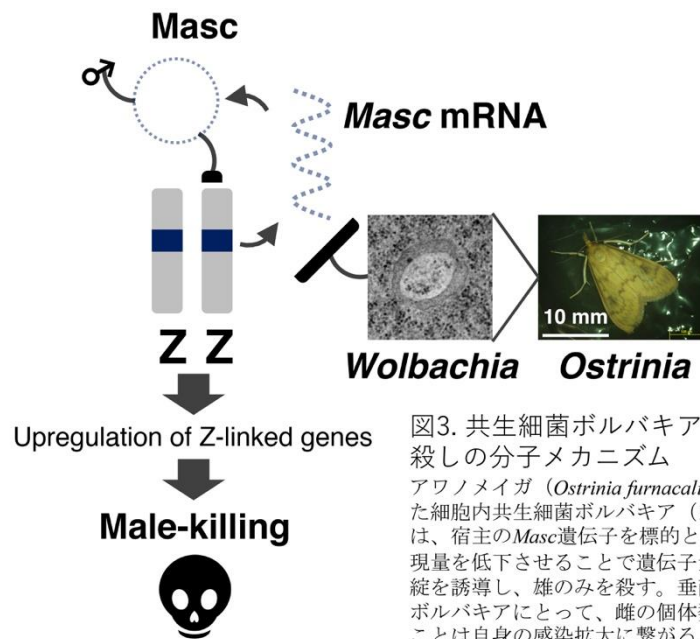 Masc
♂
Masc mRNA
Z Z
10 mm
Wolbachia
Ostrinia
Upregulation of Z-linked genes
Male-killing
図3. 共生細菌ボルバキア
殺しの分子メカニズム
アワノメイガ（Ostrinia furnacali
た細胞内共生細菌ボルバキア（
は、宿主のMasc遺伝子を標的と
現量を低下させることで遺伝子
綻を誘導し、雄のみを殺す。垂
ボルバキアにとって、雌の個体
ことは自身の感染拡大に繋がる